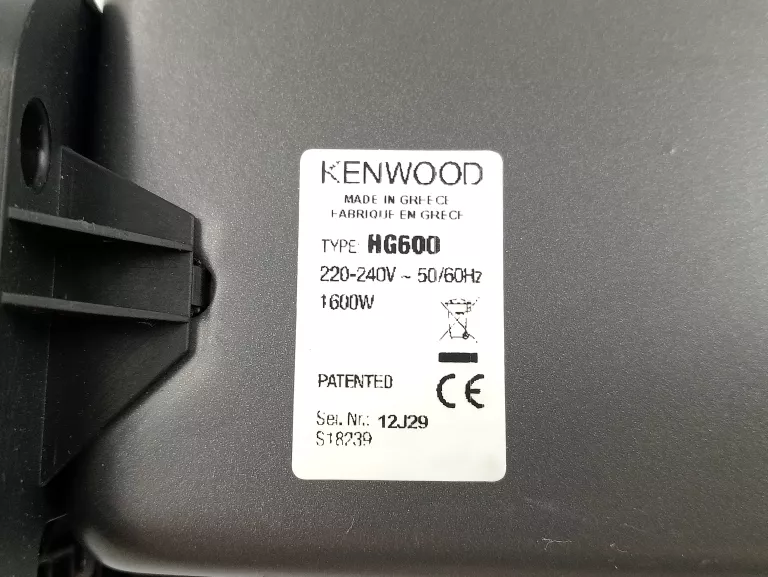 KENWOOD
MADE IN GREECE
FABRIQUE EN GRECE
TYPE: HG600
220-240V ~ 50/60Hz
1600W
PATENTED
CE
Ser. Nr.: 12J29
S18239